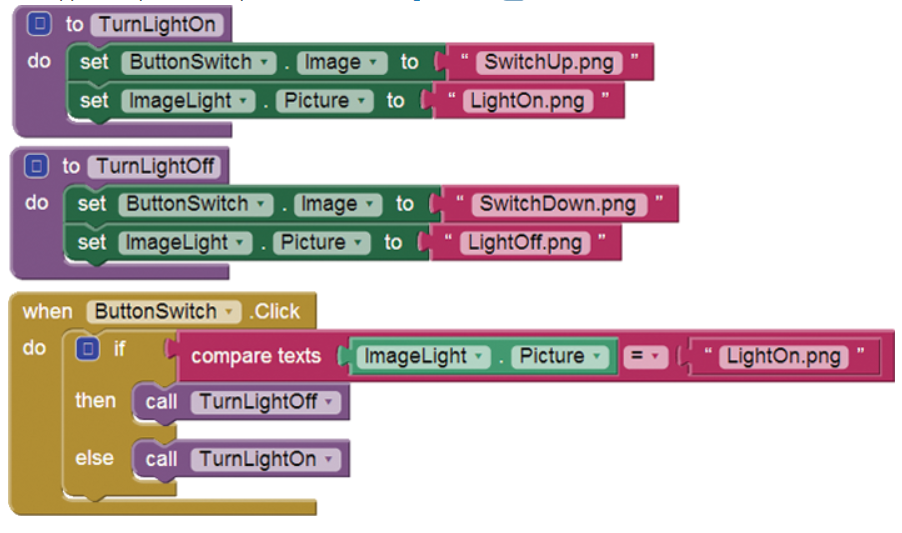 to TurnLightOn
do set ButtonSwitch . Image to " SwitchUp.png "
set ImageLight . Picture to " LightOn.png "
to TurnLightOff
do set ButtonSwitch . Image to " SwitchDown.png "
set ImageLight . Picture to " LightOff.png "
when ButtonSwitch .Click
do if compare texts ImageLight . Picture = " LightOn.png "
then call TurnLightOff
else call TurnLightOn